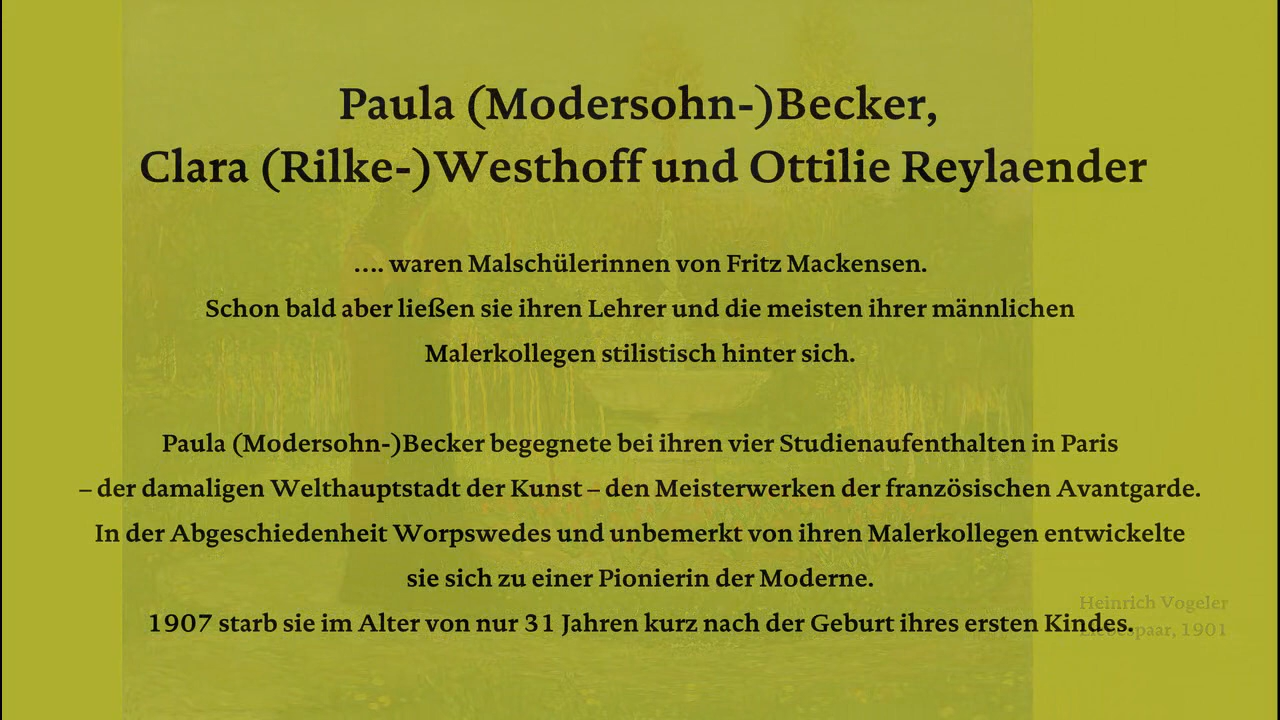 Paula (Modersohn-)Becker,
Clara (Rilke-)Westhoff und Ottilie Reylaender
.... waren Malschülerinnen von Fritz Mackensen.
Schon bald aber ließen sie ihren Lehrer und die meisten ihrer männlichen
Malerkollegen stilistisch hinter sich.
Paula (Modersohn-)Becker begegnete bei ihren vier Studienaufenthalten in Paris
– der damaligen Welthauptstadt der Kunst – den Meisterwerken der französischen Avantgarde.
In der Abgeschiedenheit Worpswedes und unbemerkt von ihren Malerkollegen entwickelte
sie sich zu einer Pionierin der Moderne.
1907 starb sie im Alter von nur 31 Jahren kurz nach der Geburt ihres ersten Kindes.
Heinrich Vogeler
Liebespaar, 1901